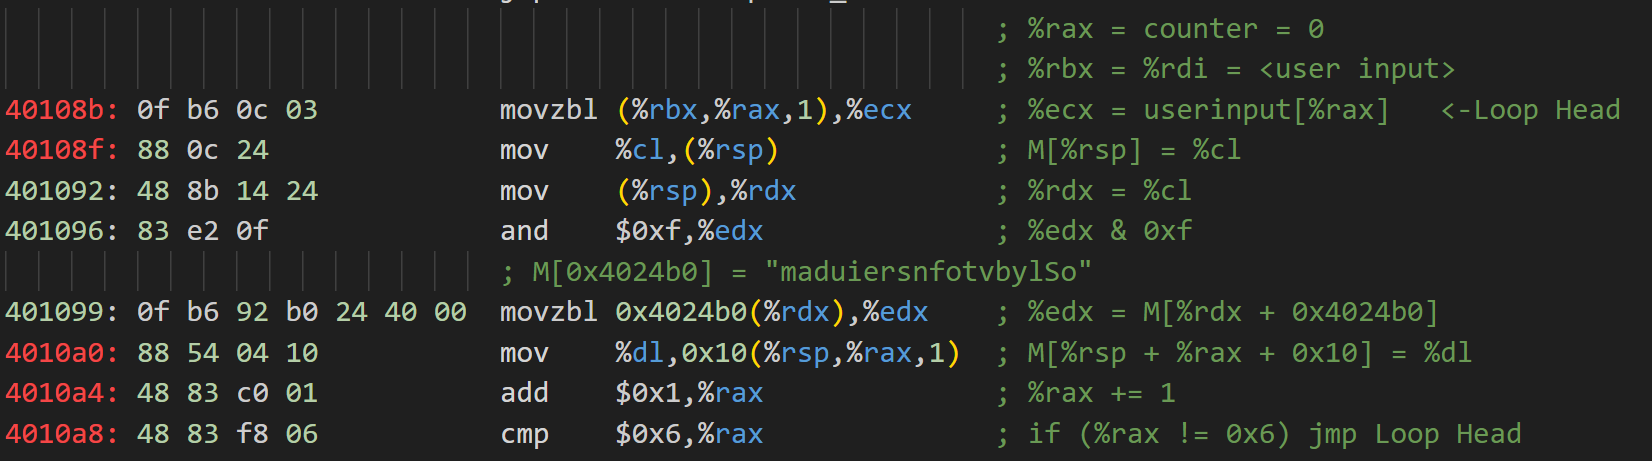 ; %rax = counter = 0
; %rbx = %rdi = <user input>
40108b: 0f b6 0c 03 movzbl (%rbx,%rax,1),%ecx ; %ecx = userinput[%rax] <-Loop Head
40108f: 88 0c 24 mov %cl,(%rsp) ; M[%rsp] = %cl
401092: 48 8b 14 24 mov (%rsp),%rdx ; %rdx = %cl
401096: 83 e2 0f and $0xf,%edx ; %edx & 0xf
; M[0x4024b0] = "maduiersnfotvbylSo"
401099: 0f b6 92 b0 24 40 00 movzbl 0x4024b0(%rdx),%edx ; %edx = M[%rdx + 0x4024b0]
4010a0: 88 54 04 10 mov %dl,0x10(%rsp,%rax,1) ; M[%rsp + %rax + 0x10] = %dl
4010a4: 48 83 c0 01 add $0x1,%rax ; %rax += 1
4010a8: 48 83 f8 06 cmp $0x6,%rax ; if (%rax != 0x6) jmp Loop Head